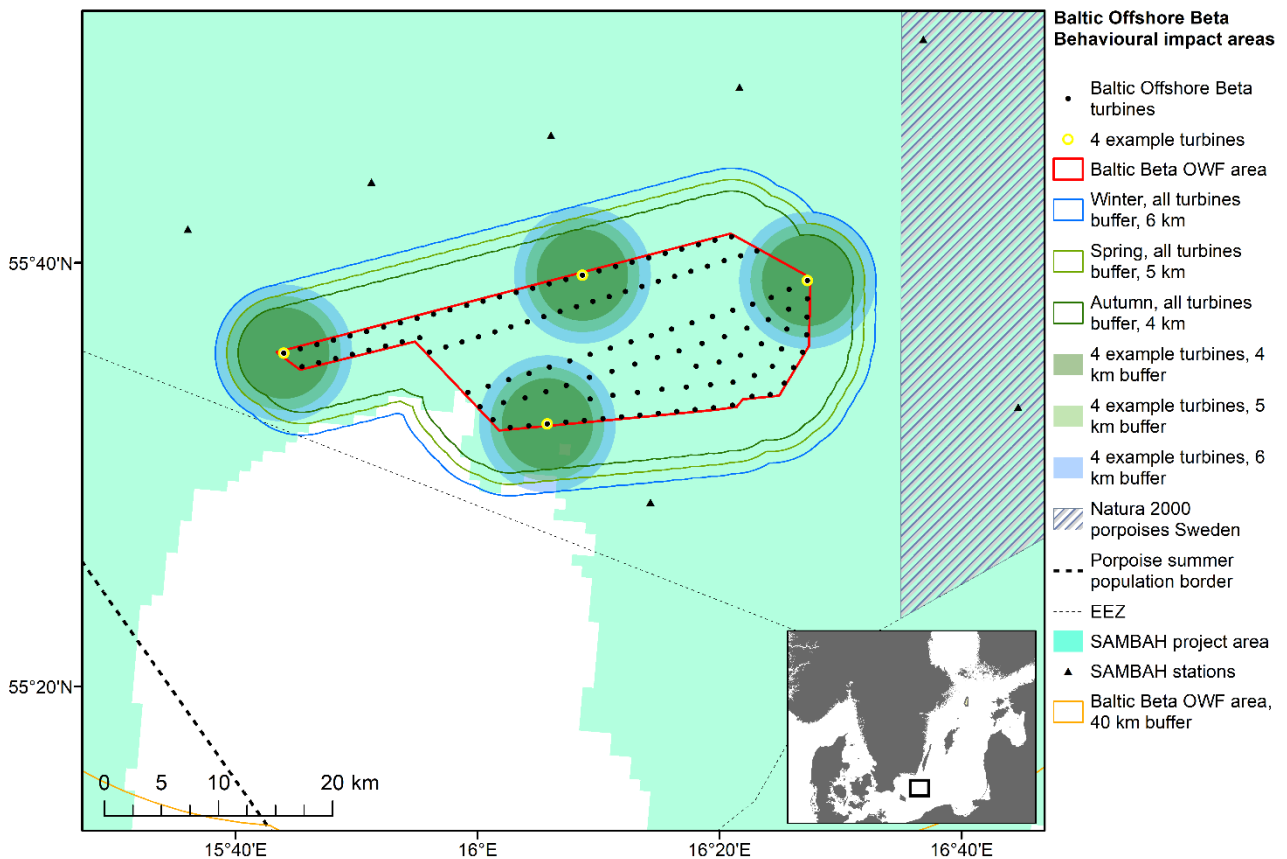 Baltic Offshore Beta
Behavioural impact areas
Baltic Offshore Beta
turbines
4 example turbines
Baltic Beta OWF area
Winter, all turbines
buffer, 6 km
Spring, all turbines
buffer, 5 km
Autumn, all turbines
buffer, 4 km
4 example turbines, 4
km buffer
4 example turbines, 5
km buffer
4 example turbines, 6
km buffer
Natura 2000
porpoises Sweden
Porpoise summer
population border
EEZ
SAMBAH project area
SAMBAH stations
Baltic Beta OWF area,
40 km buffer
55°40'N
55°20'N
0 5 10 20 km
15°40'E 16°E 16°20'E 16°40'E